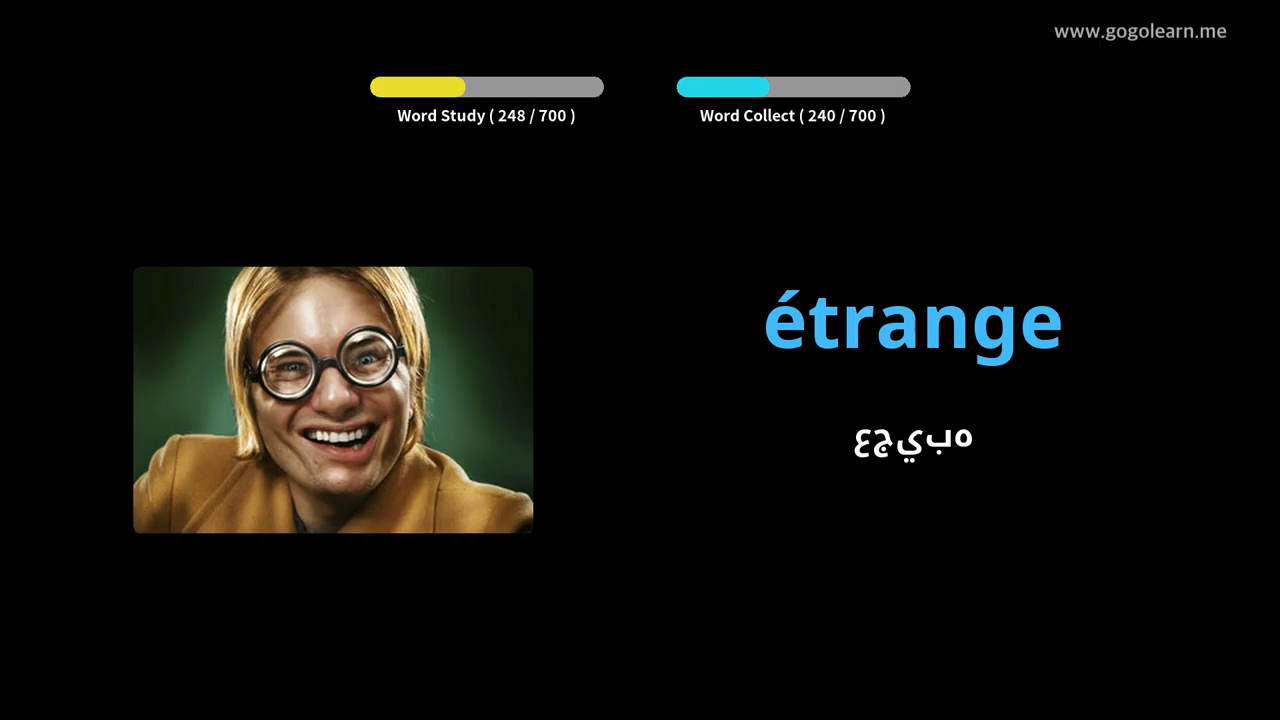 www.gogolearn.me
Word Study ( 248 / 700 )
Word Collect ( 240 / 700 )
étrange
عجيبه